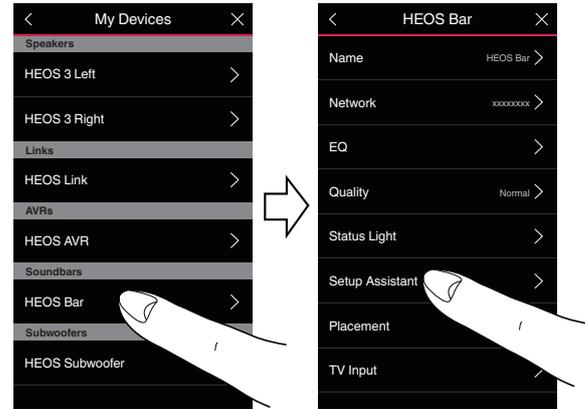 My Devices
Speakers
HEOS 3 Left
HEOS 3 Right
Links
HEOS Link
AVRs
HEOS AVR
Soundbars
HEOS Bar
Subwoofers
HEOS Subwoofer
HEOS Bar
Name HEOS Bar
Network xxxxxxxx
EQ
Quality Normal
Status Light
Setup Assistant
Placement
TV Input